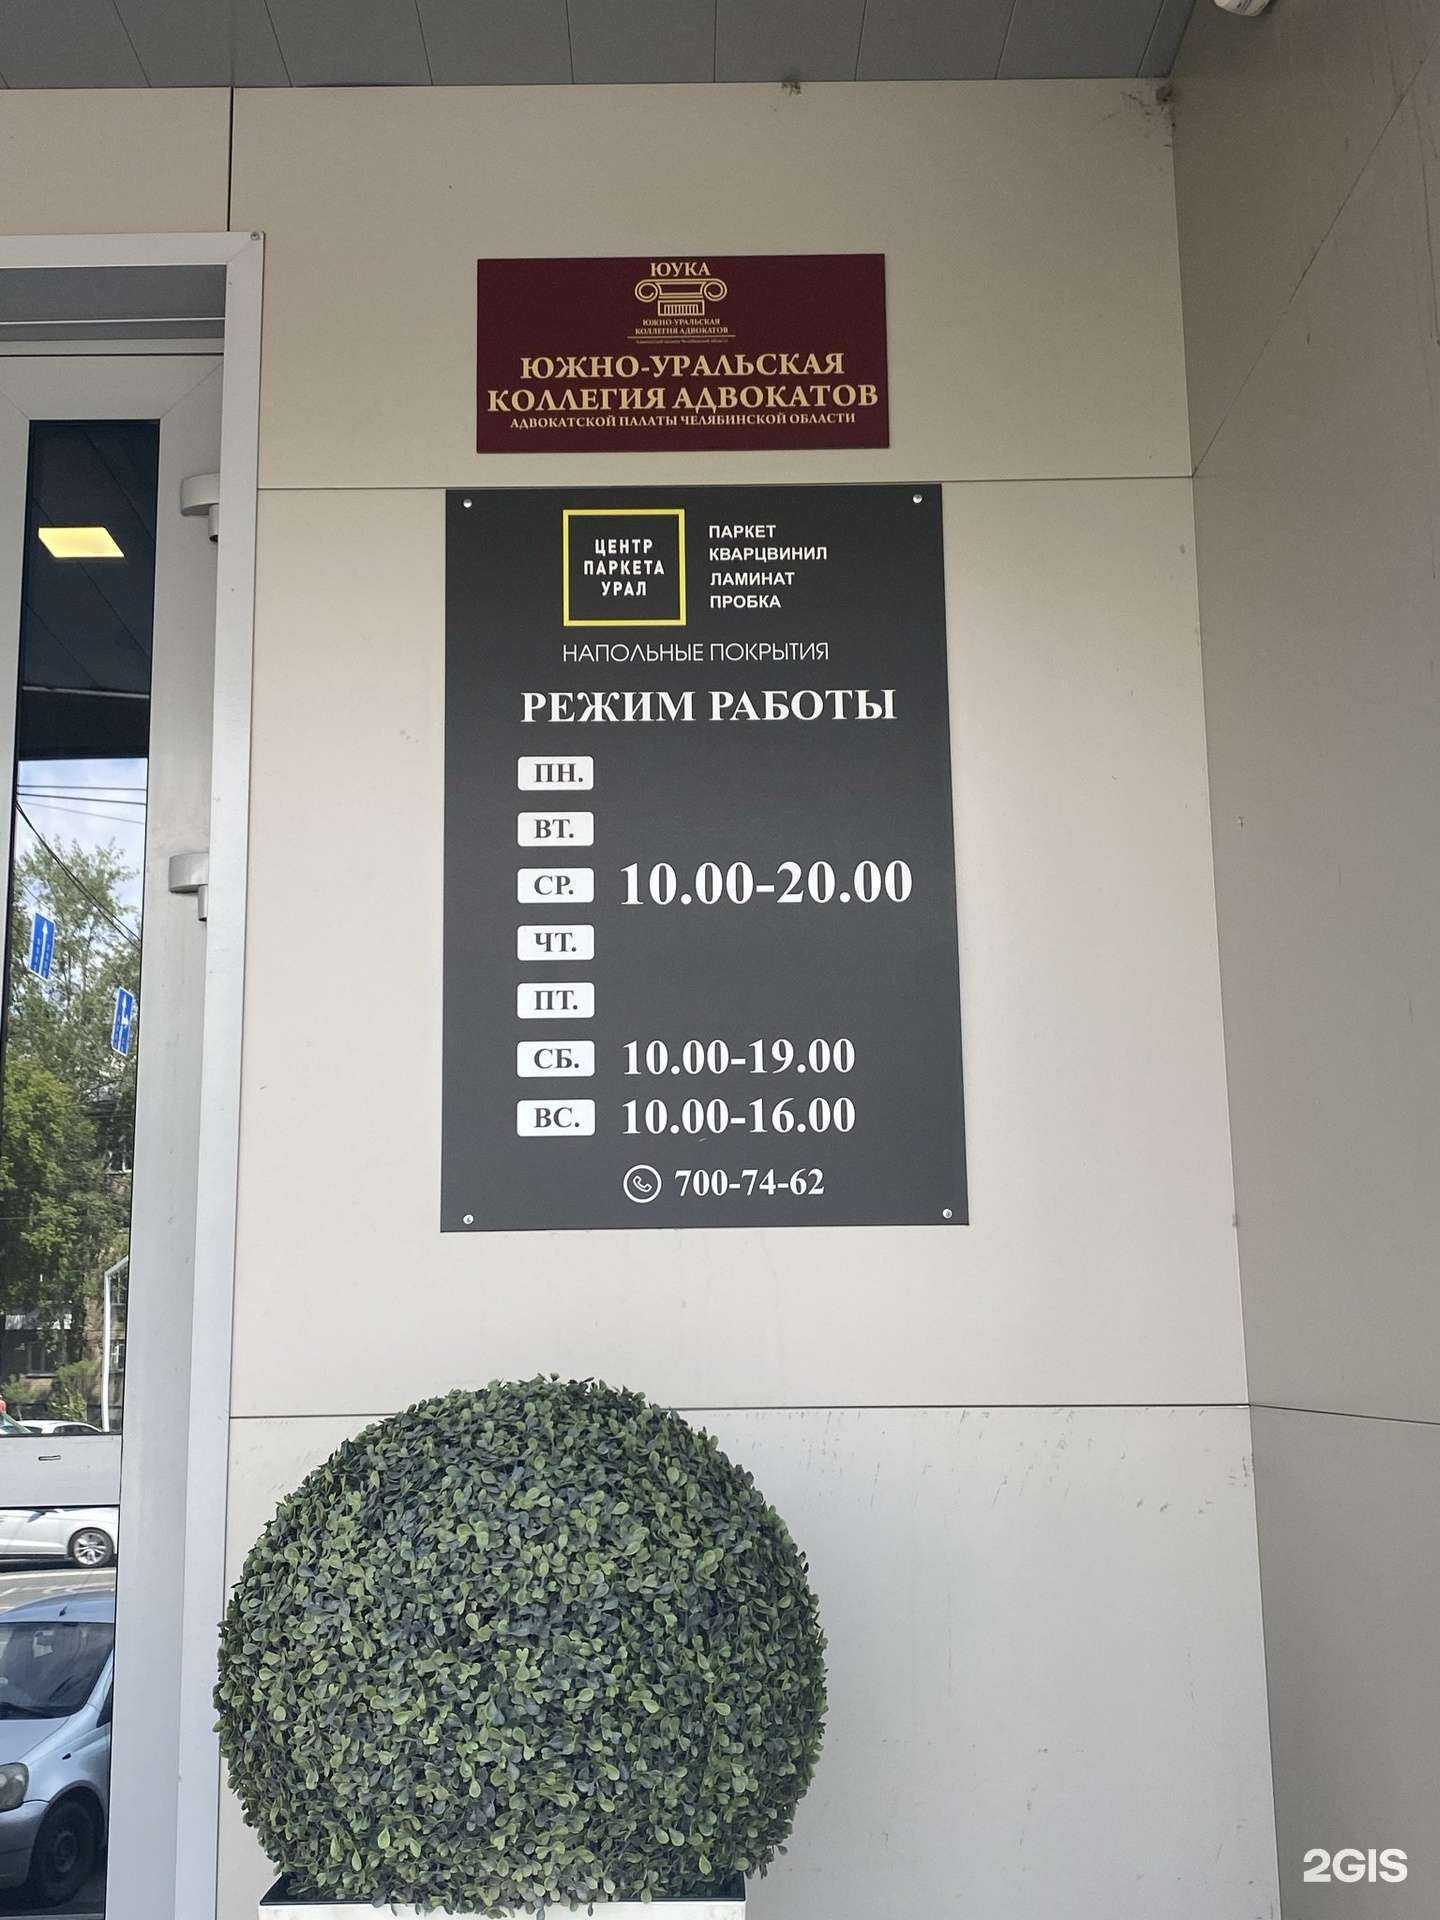 ЮУКА
ЮЖНО-УРАЛЬСКАЯ
КОЛЛЕГИЯ АДВОКАТОВ
ЮЖНО-УРАЛЬСКАЯ
КОЛЛЕГИЯ АДВОКАТОВ
АДВОКАТСКОЙ ПАЛАТЫ ЧЕЛЯБИНСКОЙ ОБЛАСТИ
ЦЕНТР
ПАРКЕТА
УРАЛ
ПАРКЕТ
КВАРЦВИНИЛ
ЛАМИНАТ
ПРОБКА
НАПОЛЬНЫЕ ПОКРЫТИЯ
РЕЖИМ РАБОТЫ
ПН.
ВТ.
СР. 10.00-20.00
ЧТ.
ПТ.
СБ. 10.00-19.00
ВС. 10.00-16.00
700-74-62
2GIS